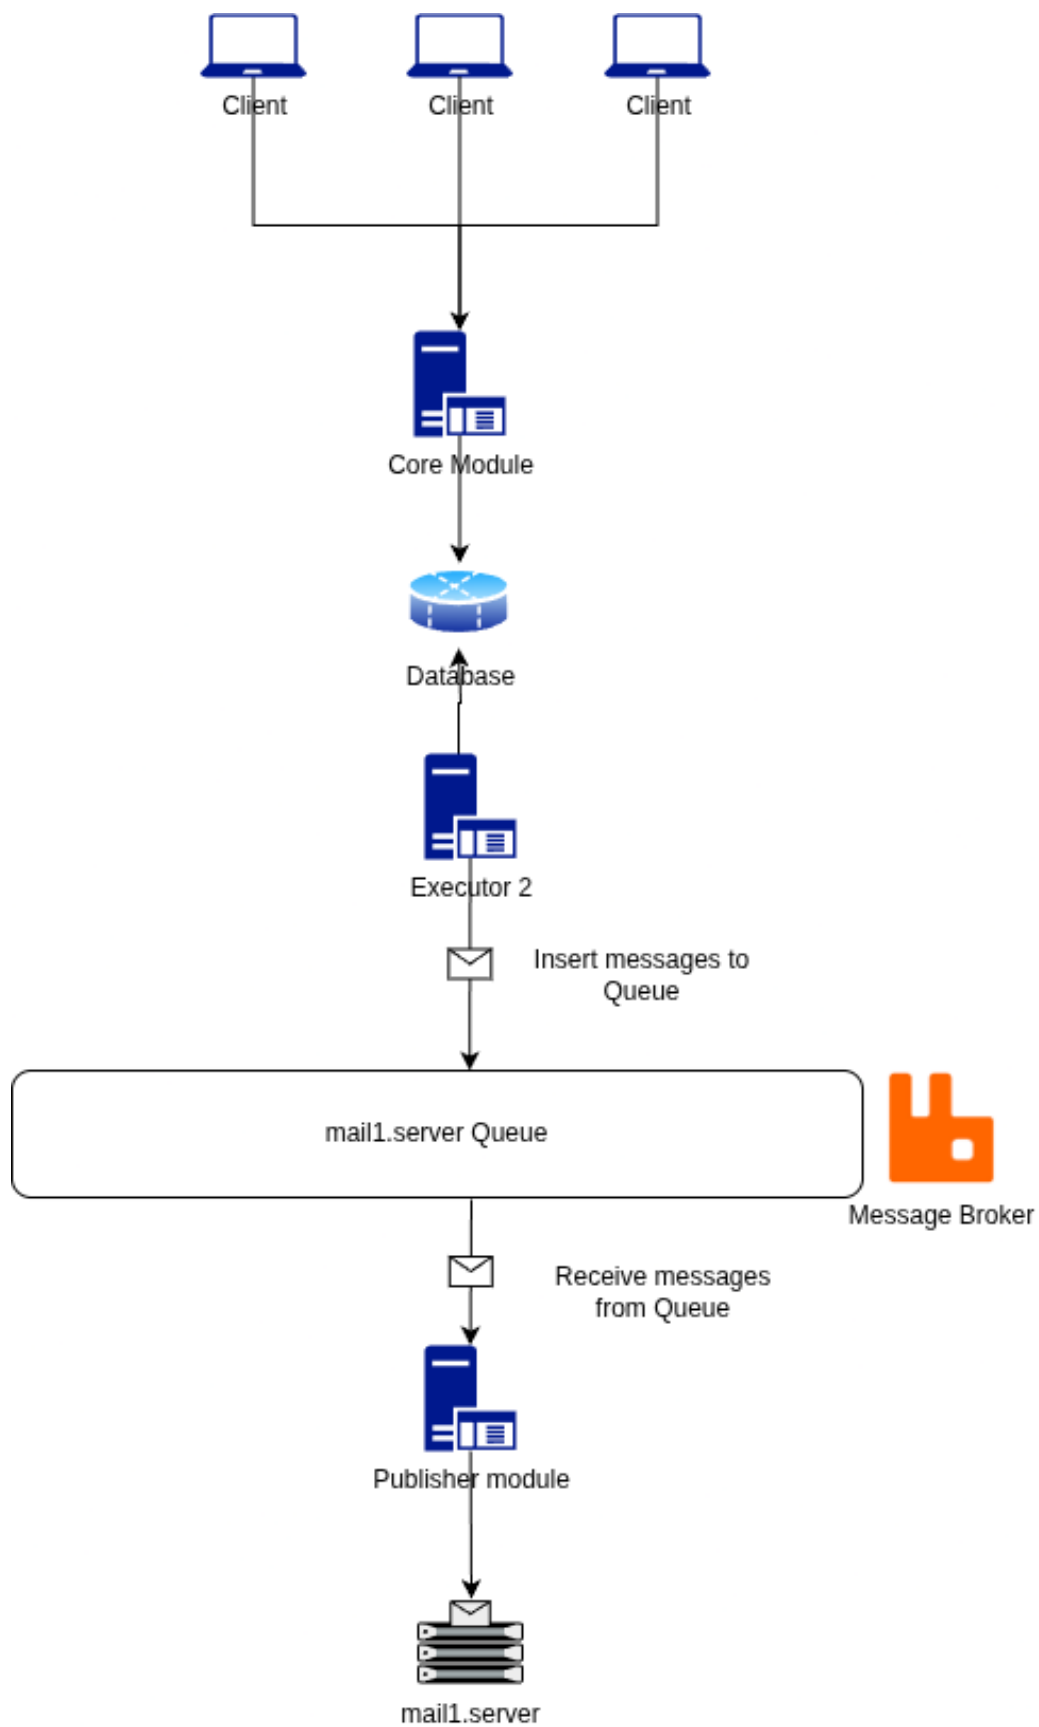 Client
Client
Client
Core Module
Database
Executor 2
Insert messages to
Queue
mail1.server Queue
Message Broker
Receive messages
from Queue
Publisher module
mail1.server